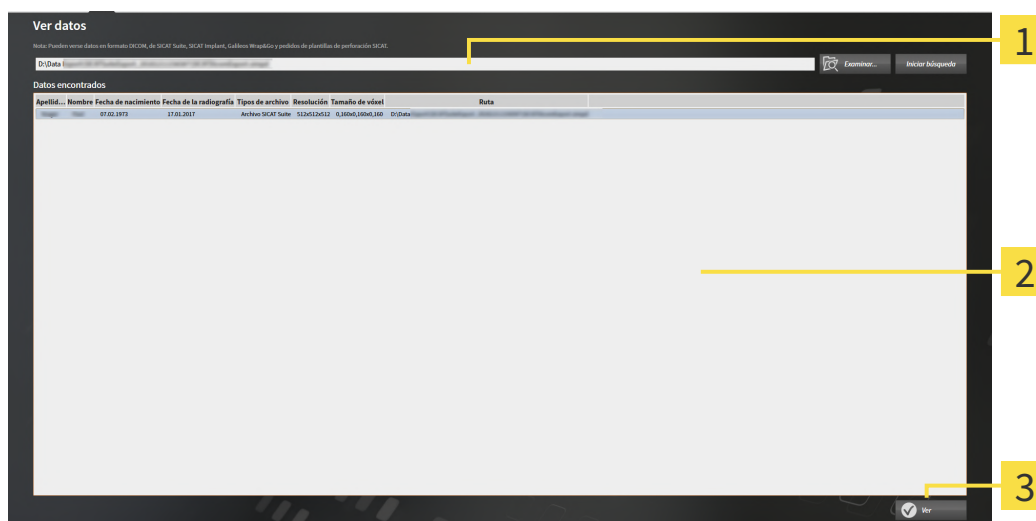 Ver datos
Nota: Pueden verse datos en formato DICOM, de SICAT Suite, SICAT Implant, Galileos Wrap&Go y pedidos de plantillas de perforación SICAT.
1
D:\Data
Examinar...
Iniciar búsqueda
Datos encontrados
Apellid... Nombre Fecha de nacimiento Fecha de la radiografía Tipos de archivo Resolución Tamaño de vóxel Ruta
07.02.1973 17.01.2017 Archivo SICAT Suite 512x512x512 0,160x0,160x0,160 D:\Data
2
3
Ver